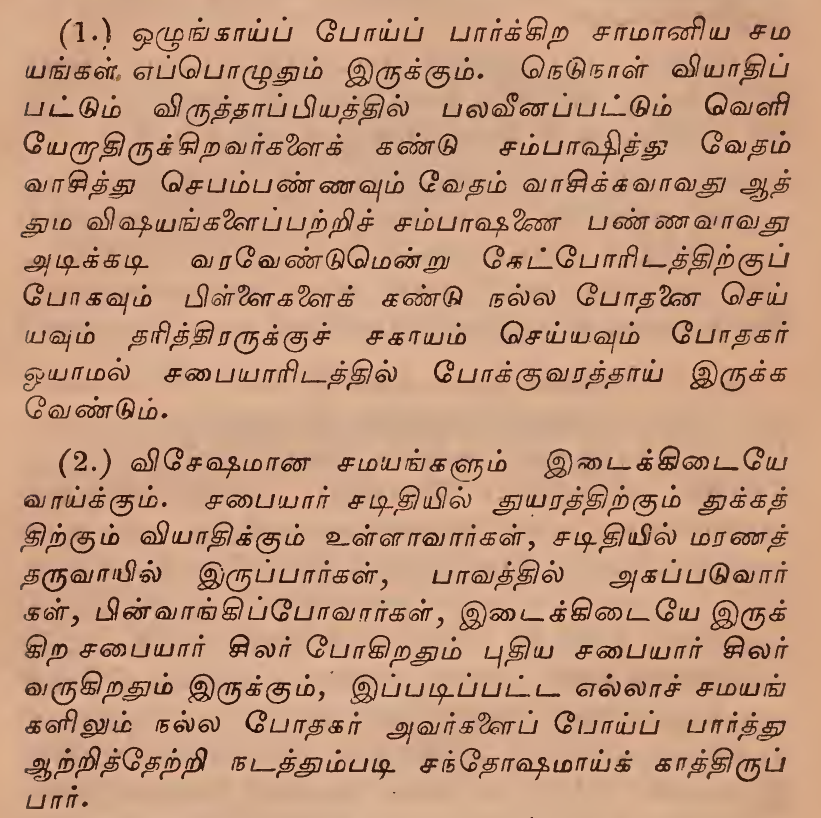 (1.) ஒழுங்காய்ப் போய்ப் பார்க்கிற சாமானிய சம
யங்கள் எப்பொழுதும் இருக்கும். நெடுநாள் வியாதிப்
பட்டும் விருத்தாப்பியத்தில் பலவீனப்பட்டும் வெளி
யேறாதிருக்கிறவர்களைக் கண்டு சம்பாஷித்து வேதம்
வாசித்து செபம்பண்ணவும் வேதம் வாசிக்கவாவது ஆத்
தும விஷயங்களைப்பற்றிச் சம்பாஷணை பண்ணவாவது
அடிக்கடி வரவேண்டுமென்று கேட்போரிடத்திற்குப்
போகவும் பிள்ளைகளைக் கண்டு நல்ல போதனை செய்
யவும் தரித்திரருக்குச் சகாயம் செய்யவும் போதகர்
ஓயாமல் சபையாரிடத்தில் போக்குவரத்தாய் இருக்க
வேண்டும்.
(2.) விசேஷமான சமயங்களும் இடைக்கிடையே
வாய்க்கும். சபையார் சடிதியில் துயரத்திற்கும் துக்கத்
திற்கும் வியாதிக்கும் உள்ளாவார்கள், சடிதியில் மரணத்
தருவாயில் இருப்பார்கள், பாவத்தில் அகப்படுவார்
கள், பின்வாங்கிப்போவார்கள், இடைக்கிடையே இருக்
கிற சபையார் சிலர் போகிறதும் புதிய சபையார் சிலர்
வருகிறதும் இருக்கும், இப்படிப்பட்ட எல்லாச் சமயங்
களிலும் நல்ல போதகர் அவர்களைப் போய்ப் பார்த்து
ஆற்றித்தேற்றி நடத்தும்படி சந்தோஷமாய்க் காத்திருப்
பார்.